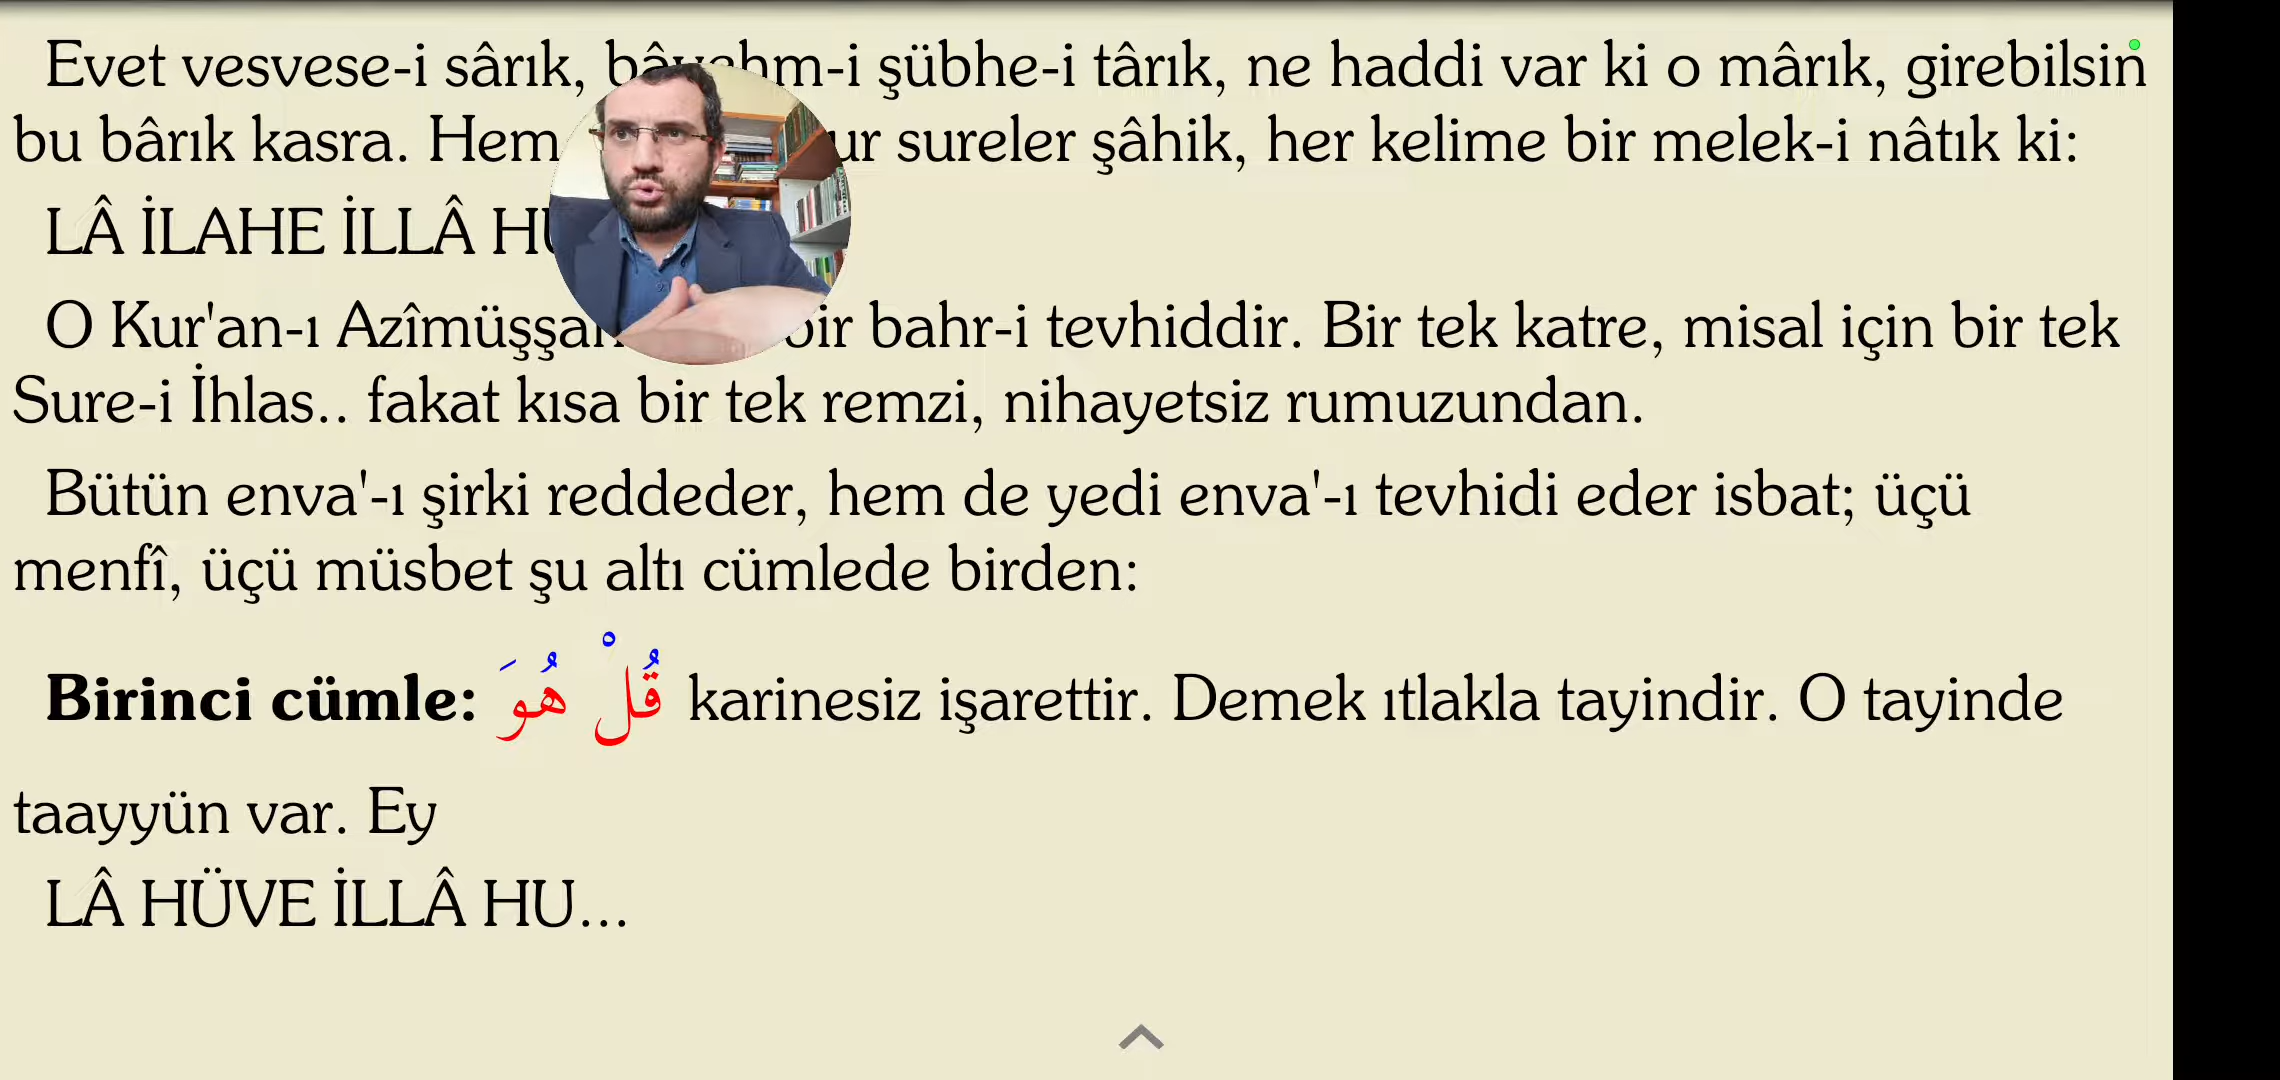 Evet vesvese-i sârık, şübhe-i târık, ne haddi var ki o mârık, girebilsin
bu bârık kasra. Hem sureler şâhik, her kelime bir melek-i nâtık ki:
LÂ İLAHE İLLÂ HU
O Kur'an-ı Azîmüşşan bir bahr-i tevhiddir. Bir tek katre, misal için bir tek
Sure-i İhlas.. fakat kısa bir tek remzi, nihayetsiz rumuzundan.
Bütün enva'-ı şirki reddeder, hem de yedi enva'-ı tevhidi eder isbat; üçü
menfî, üçü müsbet şu altı cümlede birden:
Birinci cümle: قُلْ هُوَ karinesiz işarettir. Demek ıtlakla tayindir. O tayinde
taayyün var. Ey
LÂ HÜVE İLLÂ HU...